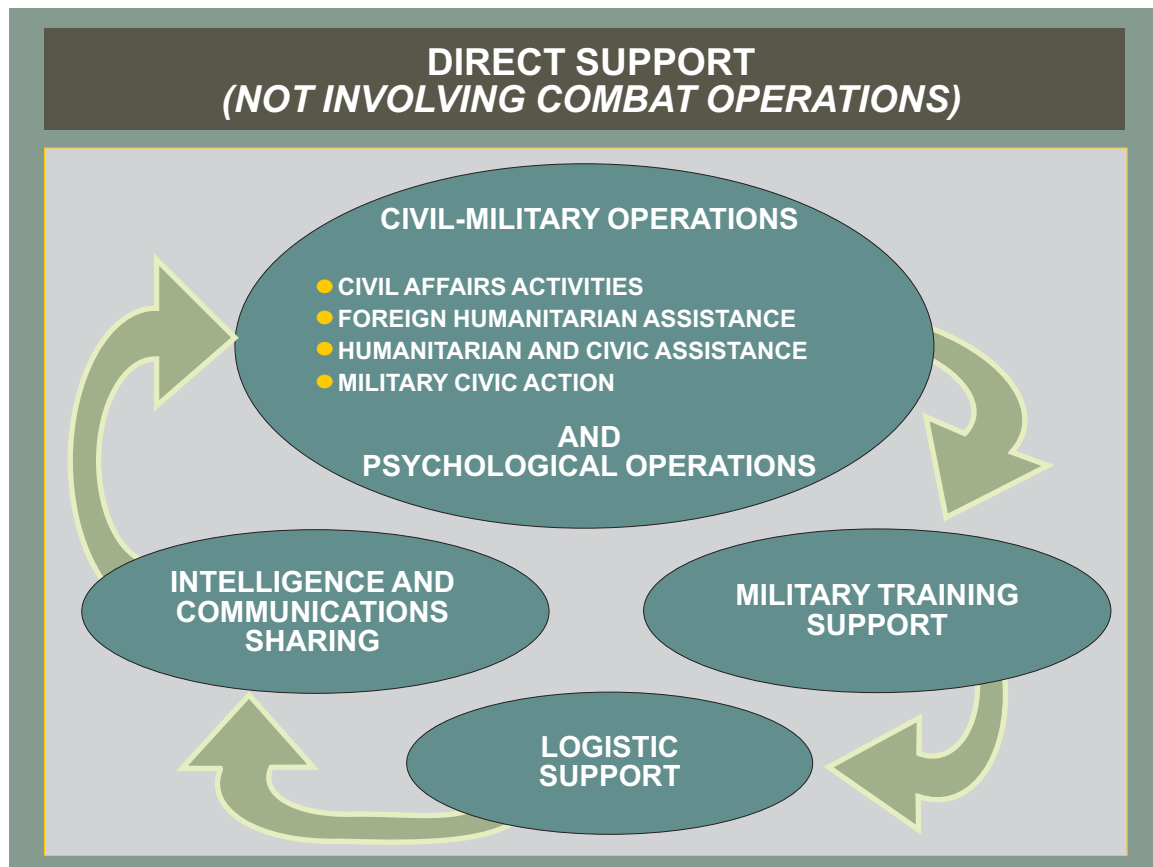 DIRECT SUPPORT
(NOT INVOLVING COMBAT OPERATIONS)
CIVIL-MILITARY OPERATIONS
CIVIL AFFAIRS ACTIVITIES
FOREIGN HUMANITARIAN ASSISTANCE
HUMANITARIAN AND CIVIC ASSISTANCE
MILITARY CIVIC ACTION
AND
PSYCHOLOGICAL OPERATIONS
INTELLIGENCE AND
COMMUNICATIONS
SHARING
MILITARY TRAINING
SUPPORT
LOGISTIC
SUPPORT